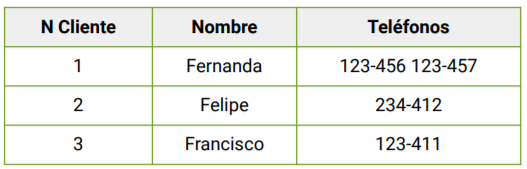 N Cliente Nombre Teléfonos
1 Fernanda 123-456 123-457
2 Felipe 234-412
3 Francisco 123-411